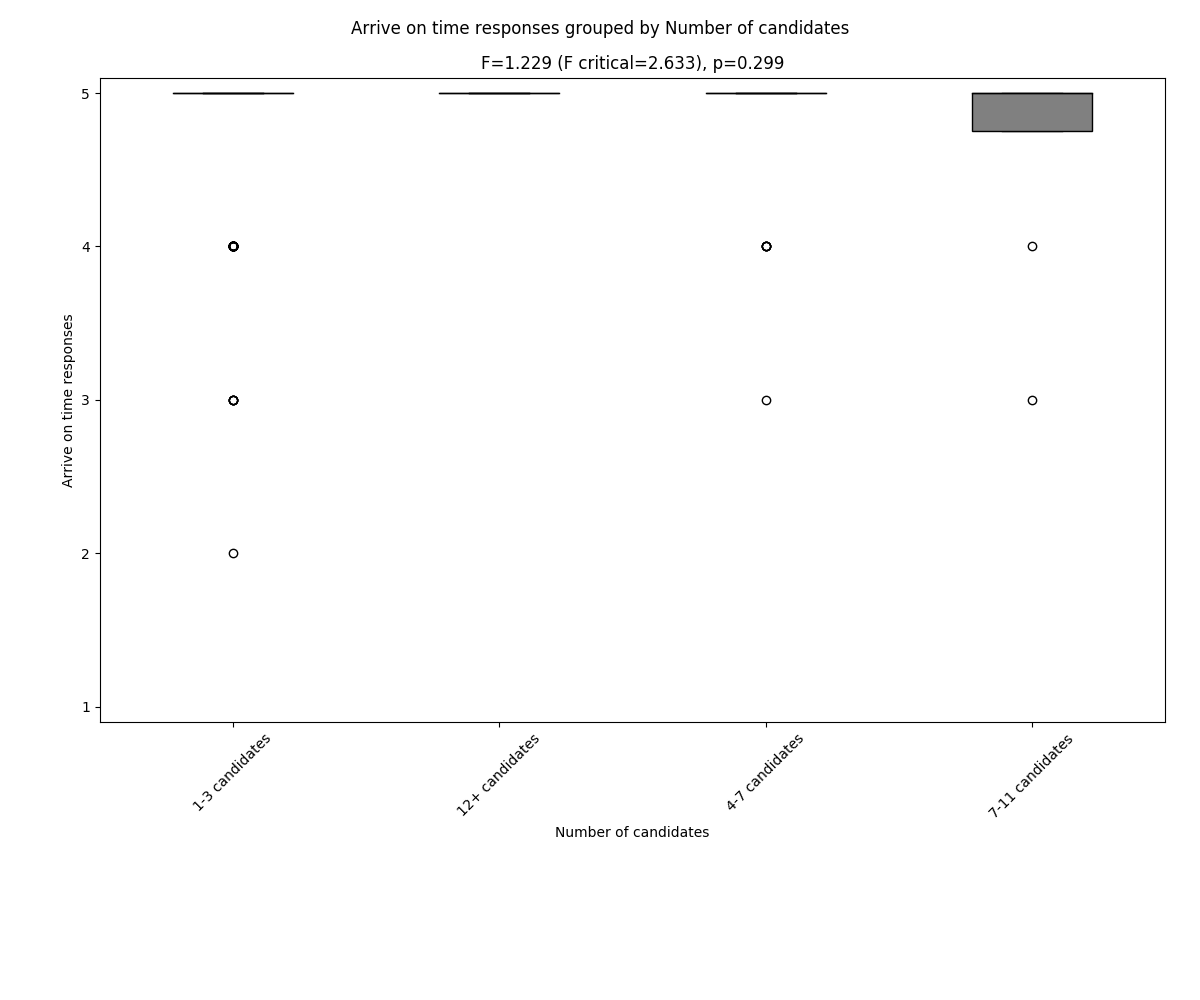 Arrive on time responses grouped by Number of candidates
F=1.229 (F critical=2.633), p=0.299
5
4
3
2
1
Arrive on time responses
1-3 candidates
12+ candidates
4-7 candidates
7-11 candidates
Number of candidates